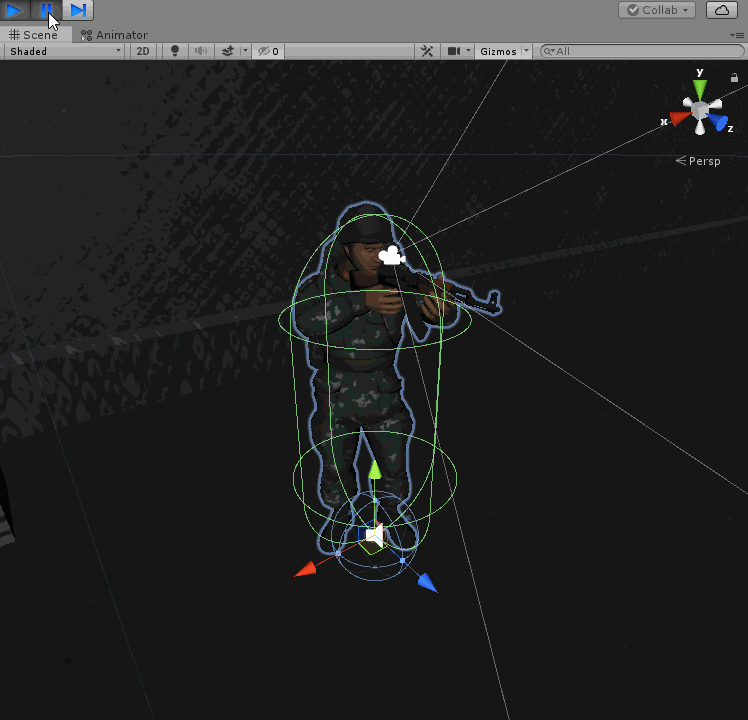 Collab
Scene Animator
Shaded 2D 0 Gizmos All
y
x
z
Persp